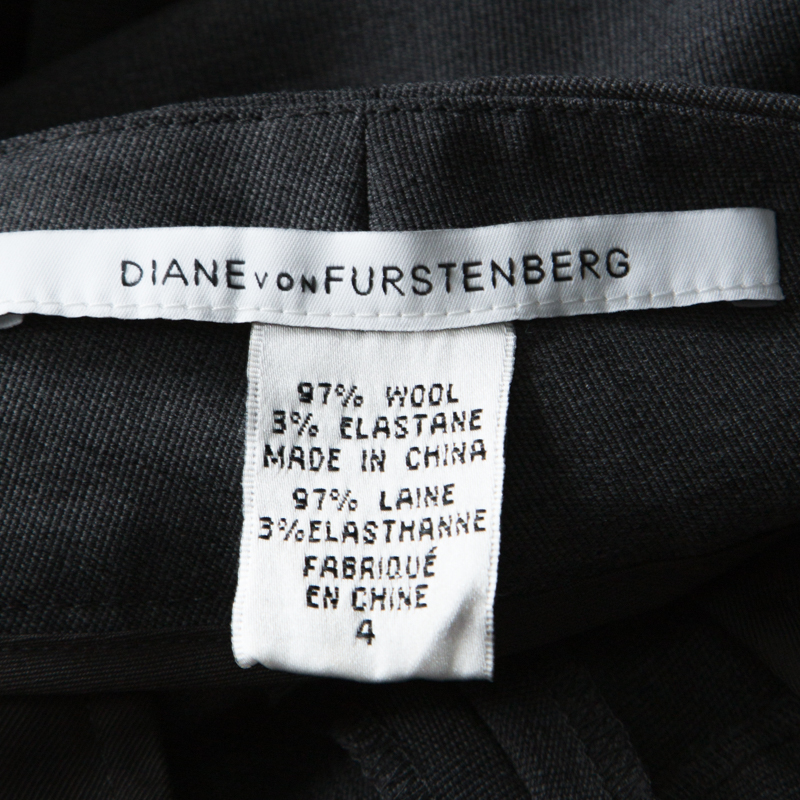 DIANE VON FURSTENBERG
97% WOOL
3% ELASTANE
MADE IN CHINA
97% LAINE
3%ELASTHANNE
FABRIQUÉ
EN CHINE
4